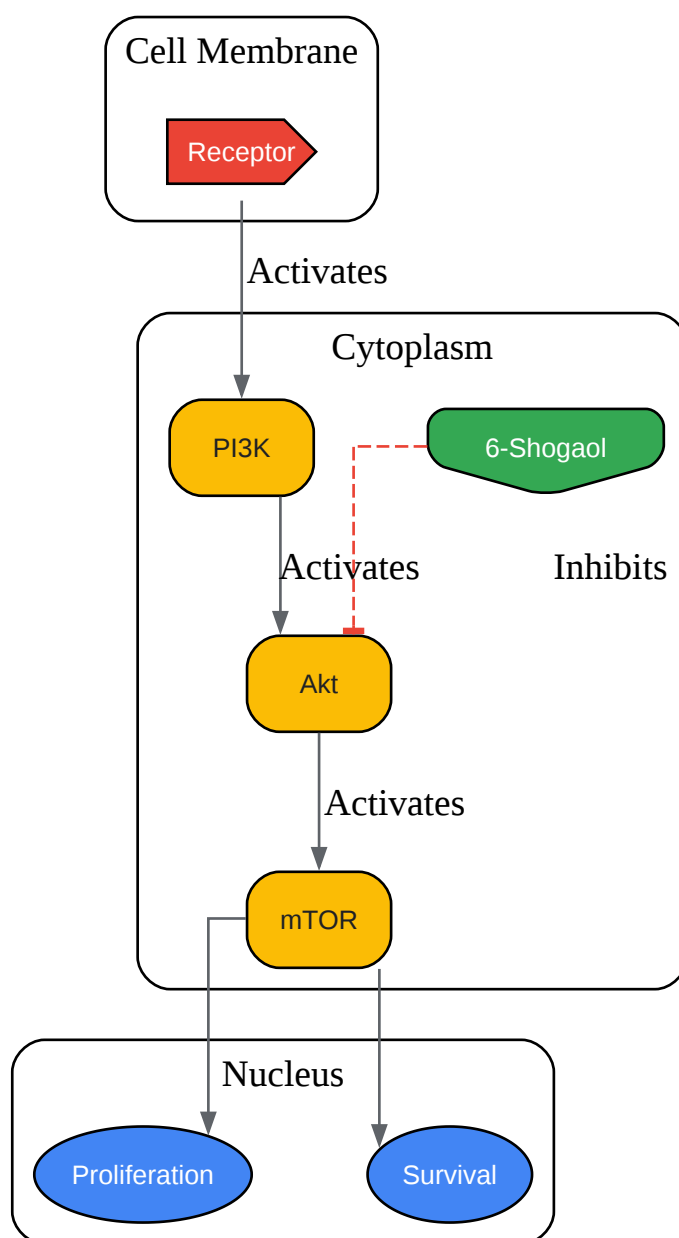 Cell Membrane
Receptor
Activates
Cytoplasm
PI3K
6-Shogaol
Activates
Inhibits
Akt
Activates
mTOR
Nucleus
Proliferation
Survival